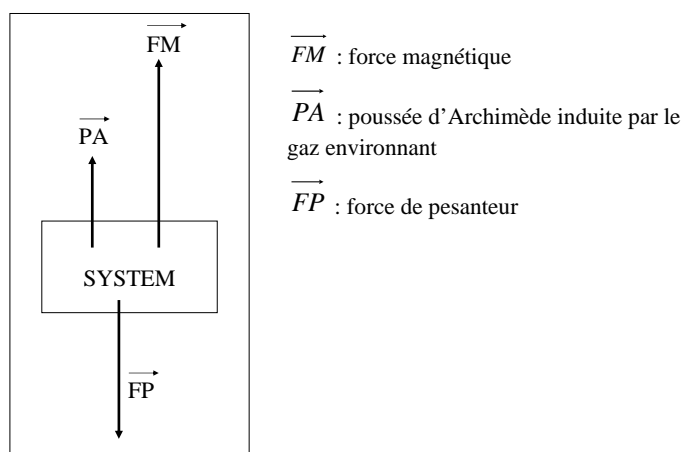 FM
PA
SYSTEM
FP
FM : force magnétique
PA : poussée d'Archimède induite par le
gaz environnant
FP : force de pesanteur